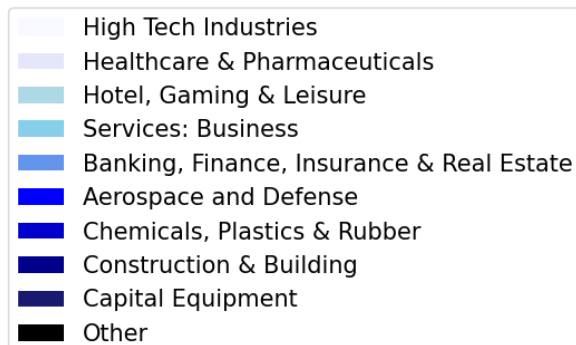 High Tech Industries
Healthcare & Pharmaceuticals
Hotel, Gaming & Leisure
Services: Business
Banking, Finance, Insurance & Real Estate
Aerospace and Defense
Chemicals, Plastics & Rubber
Construction & Building
Capital Equipment
Other